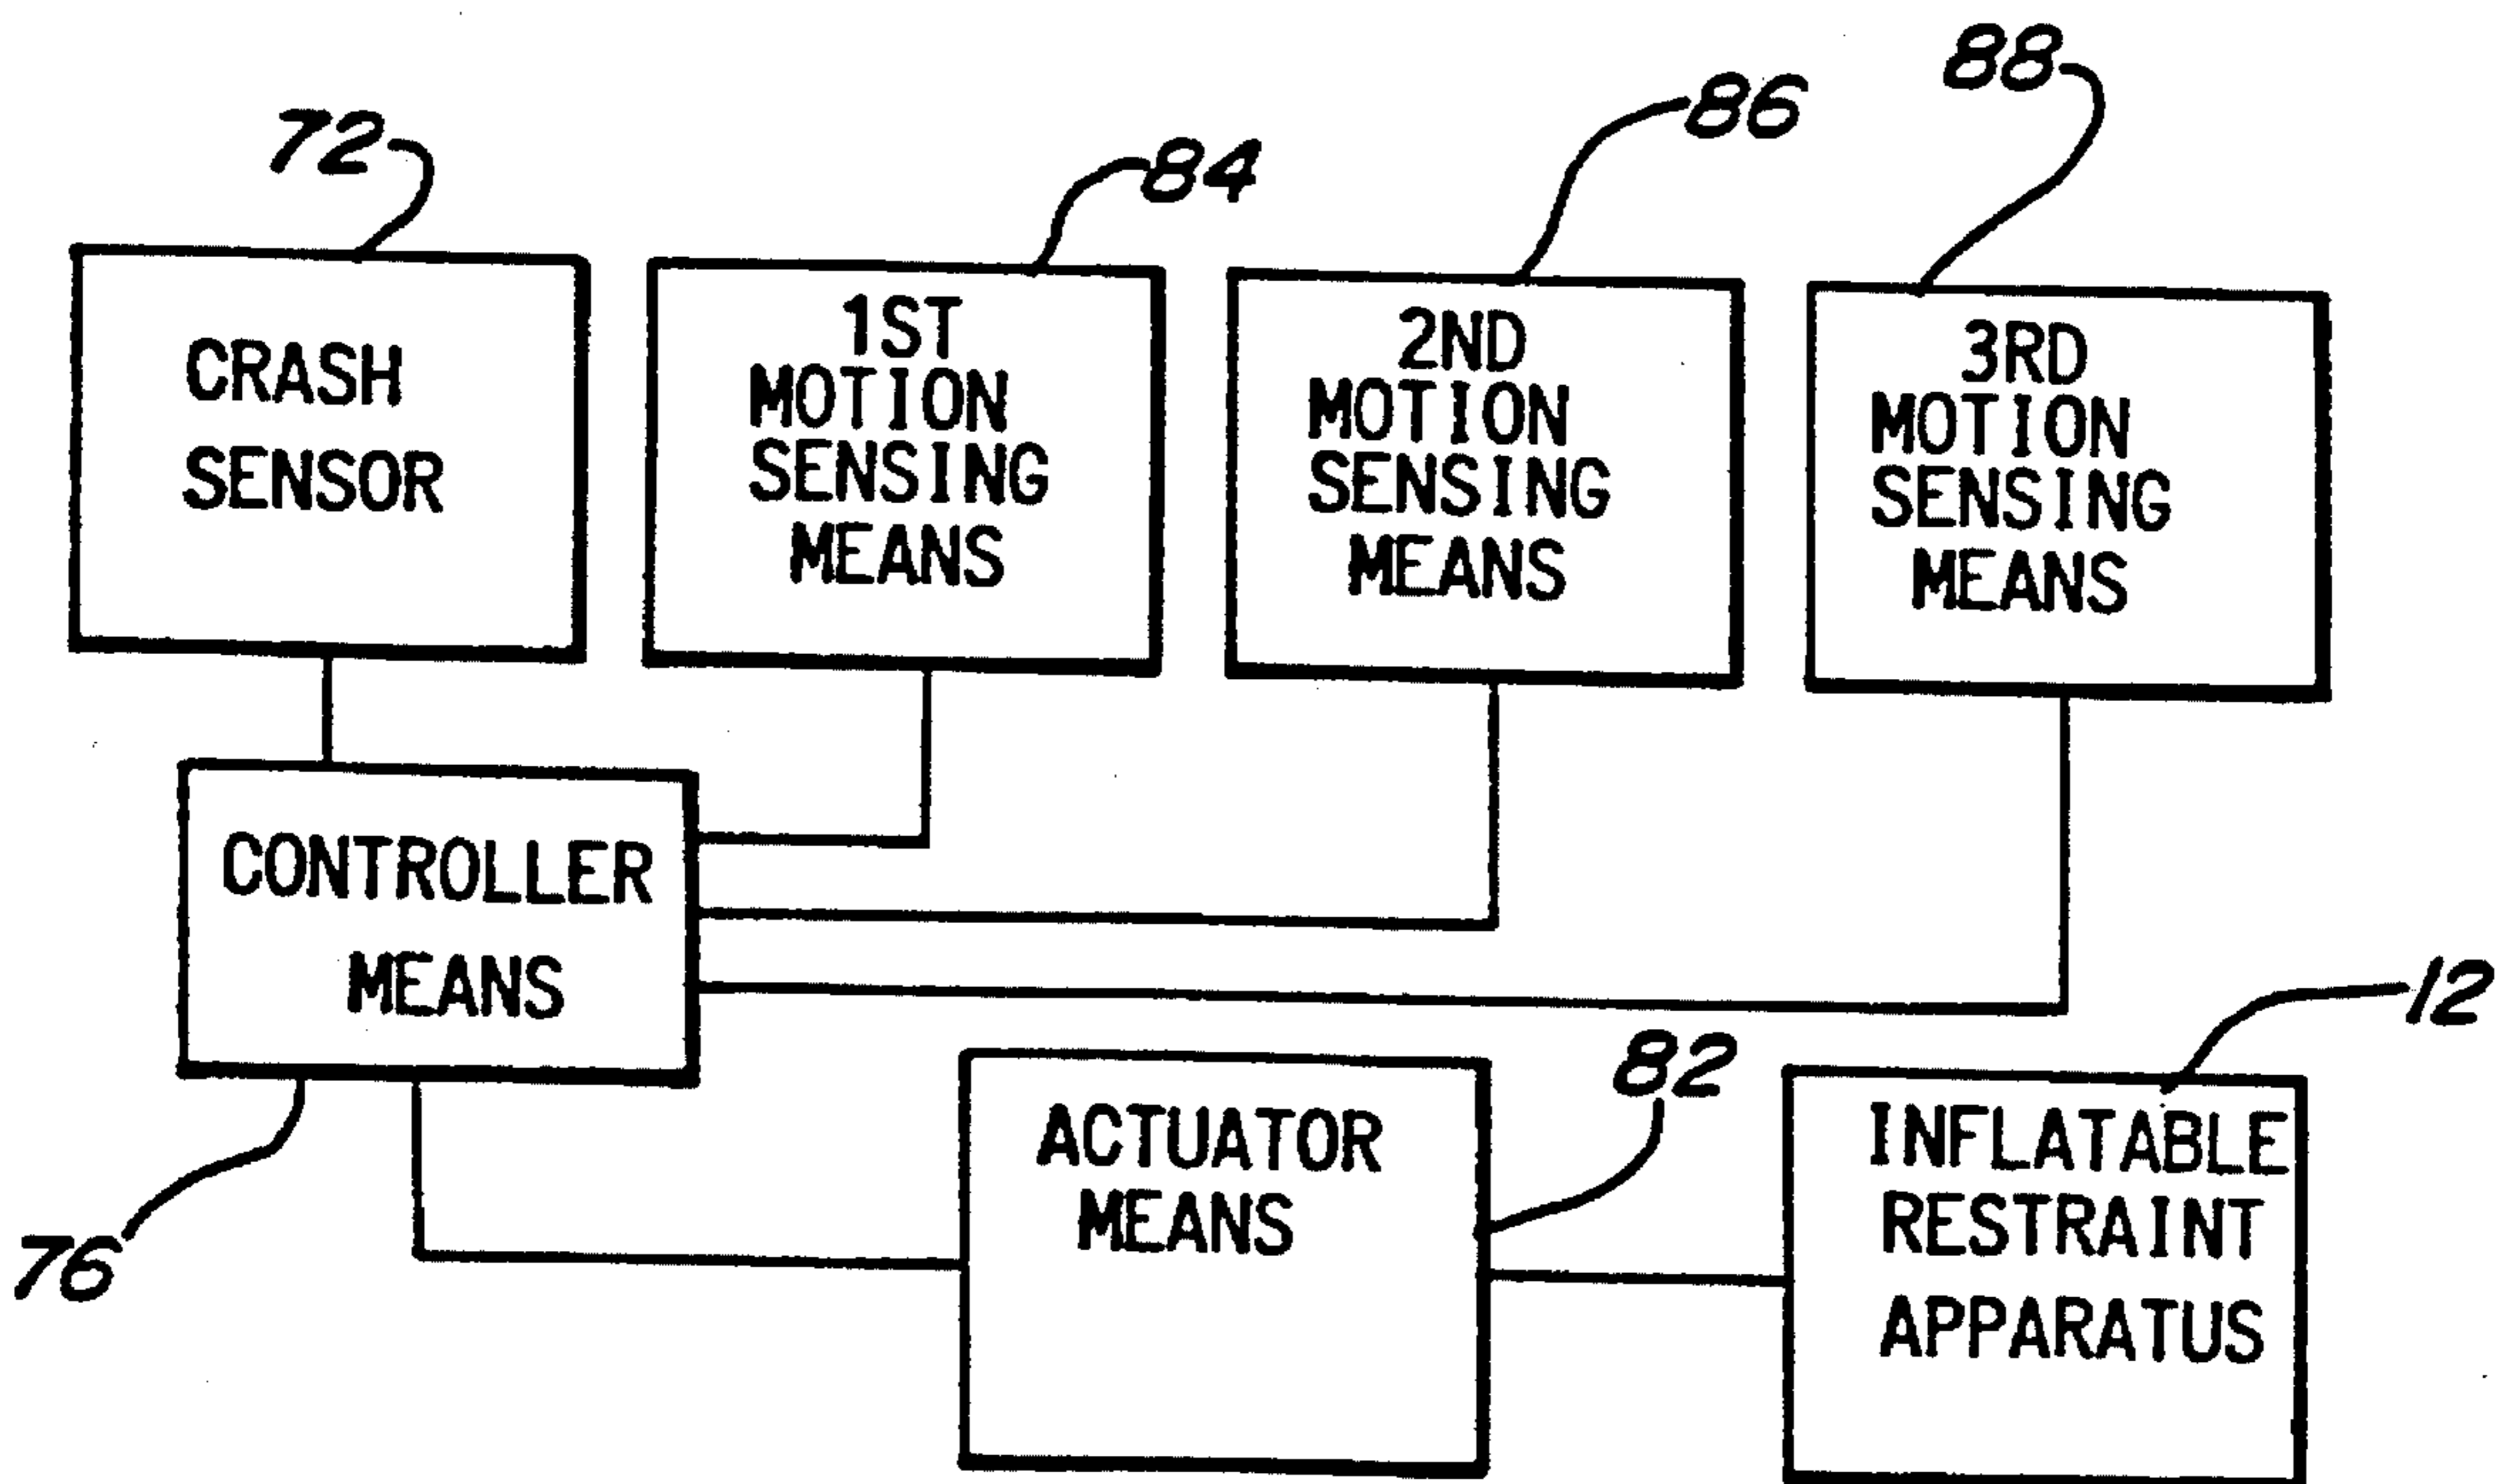 72
84
86
88
CRASH
SENSOR
1ST
MOTION
SENSING
MEANS
2ND
MOTION
SENSING
MEANS
3RD
MOTION
SENSING
MEANS
CONTROLLER
MEANS
76
ACTUATOR
MEANS
82
INFLATABLE
RESTRAINT
APPARATUS
12